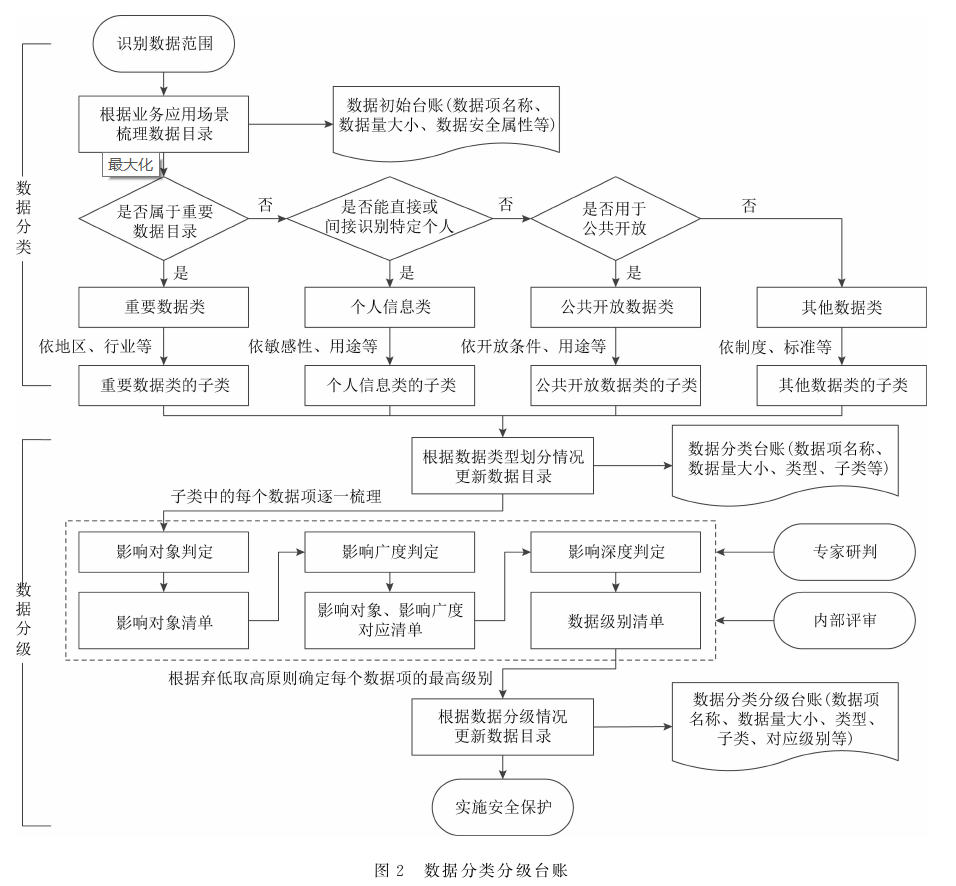 识别数据范围
根据业务应用场景
梳理数据目录
数据初始台账(数据项名称、
数据量大小、数据安全属性等)
最大化
数据分类
是否属于重要
数据目录
否
是否能直接或
间接识别特定个人
否
是否用于
公共开放
否
是
是
是
重要数据类
个人信息类
公共开放数据类
其他数据类
依地区、行业等
依敏感性、用途等
依开放条件、用途等
依制度、标准等
重要数据类的子类
个人信息类的子类
公共开放数据类的子类
其他数据类的子类
根据数据类型划分情况
更新数据目录
数据分类台账(数据项名称、
数据量大小、类型、子类等)
子类中的每个数据项逐一梳理
数据分级
影响对象判定
影响广度判定
影响深度判定
专家研判
影响对象清单
影响对象、影响广度
对应清单
数据级别清单
内部评审
根据弃低取高原则确定每个数据项的最高级别
根据数据分级情况
更新数据目录
数据分类分级台账(数据项
名称、数据量大小、类型、
子类、对应级别等)
实施安全保护
图 2 数据分类分级台账